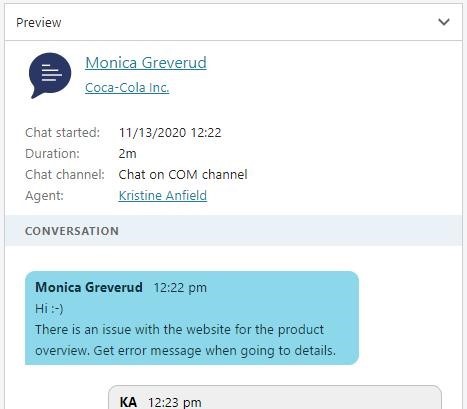 Preview
Monica Greverud
Coca-Cola Inc.
Chat started: 11/13/2020 12:22
Duration: 2m
Chat channel: Chat on COM channel
Agent: Kristine Anfield
CONVERSATION
Monica Greverud 12:22 pm
Hi :-)
There is an issue with the website for the product
overview. Get error message when going to details.
KA 12:23 pm